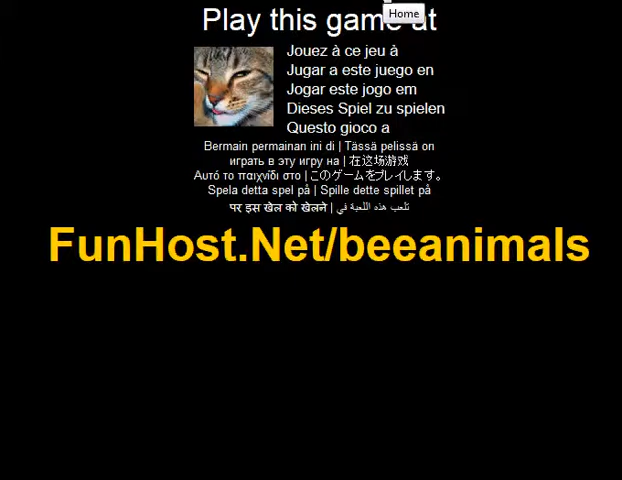 Play this game at
Home
Jouez à ce jeu à
Jugar a este juego en
Jogar este jogo em
Dieses Spiel zu spielen
Questo gioco a
Bermain permainan ini di | Tässä pelissä on
играть в эту игру на | 在这场游戏
Αυτό το παιχνίδι στο | このゲームをプレイします。
Spela detta spel på | Spille dette spillet på
पर इस खेल को खेलने | تلعب هذه اللعبة في
FunHost.Net/beeanimals